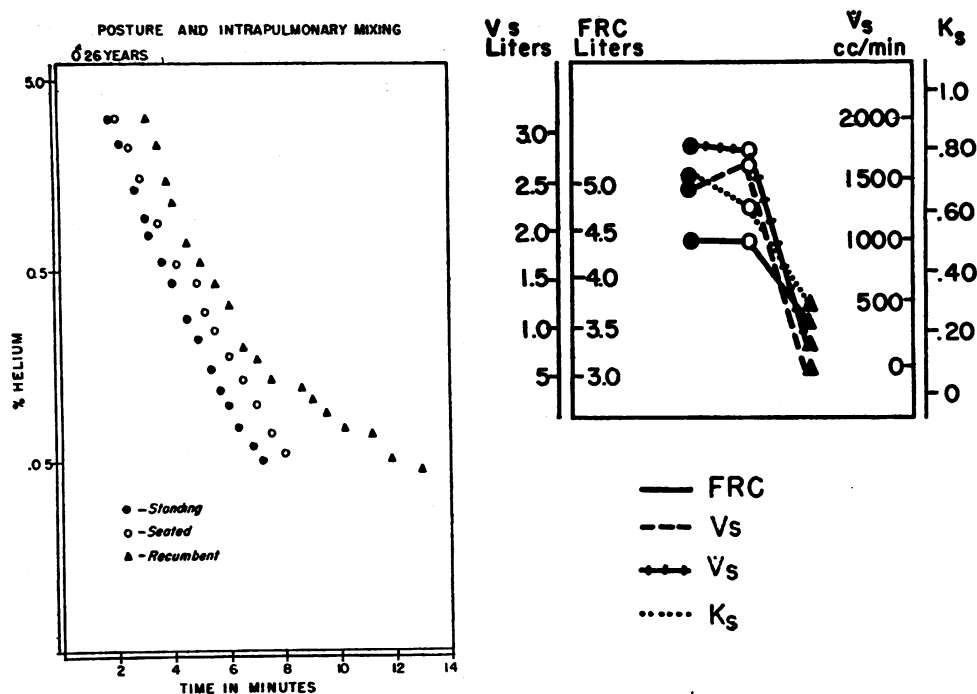 POSTURE AND INTRAPULMONARY MIXING
♂ 26 YEARS
5.0
0.5
.05
% HELIUM
● - Standing
○ - Seated
▲ - Recumbent
2 4 6 8 10 12 14
TIME IN MINUTES
Vs
Liters
3.0
2.5
2.0
1.5
1.0
5
FRC
Liters
5.0
4.5
4.0
3.5
3.0
V̈s
cc/min
2000
1500
1000
500
0
Ks
1.0
.80
.60
.40
.20
0
FRC
Vs
V̈s
Ks